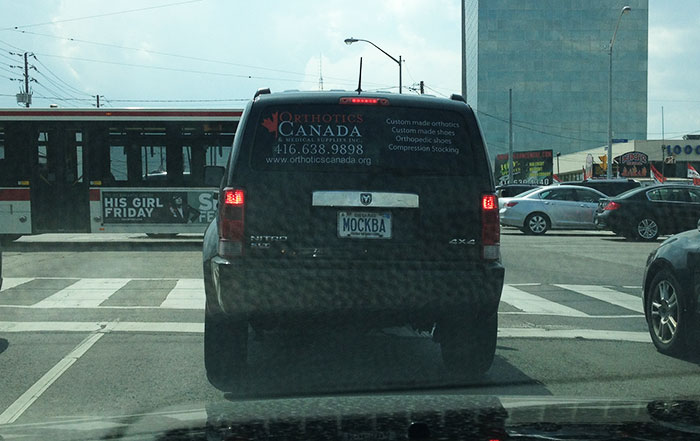 ORTHOTICS
CANADA
& MEDICAL SUPPLIES INC.
416.638.9898
www.orthoticscanada.org
Custom made orthotics
Custom made shoes
Orthopedic shoes
Compression Stocking
HIS GIRL
FRIDAY
MOCKBA
NITRO
SLT
4X4